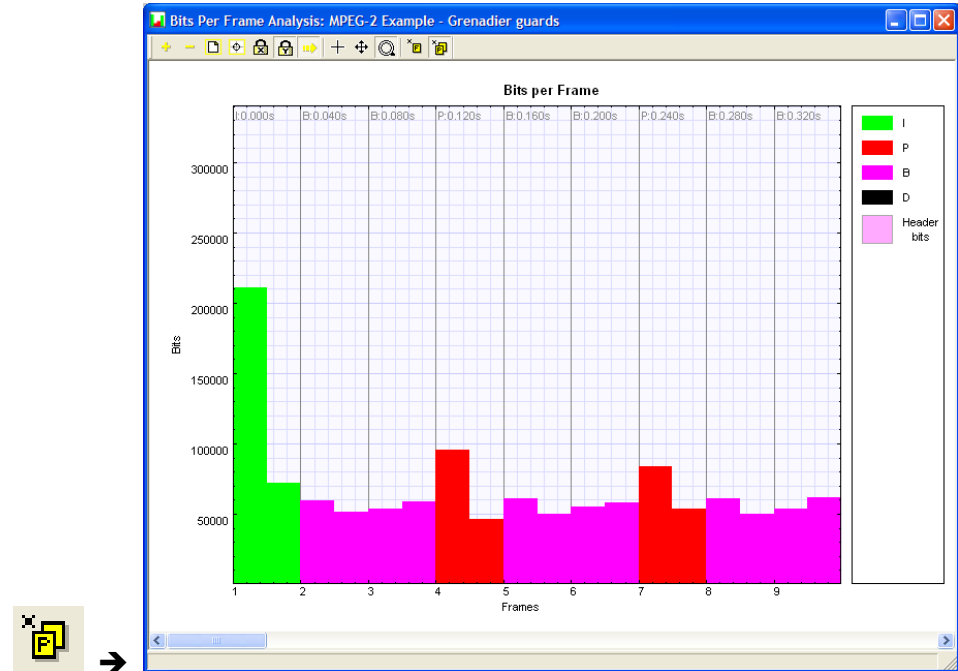 Bits Per Frame Analysis: MPEG-2 Example - Grenadier guards
Bits per Frame
I:0.000s B:0.040s B:0.080s P:0.120s B:0.160s B:0.200s P:0.240s B:0.280s B:0.320s
I
P
B
D
Header
bits
300000
250000
200000
150000
100000
50000
Bits
1 2 3 4 5 6 7 8 9
Frames
P